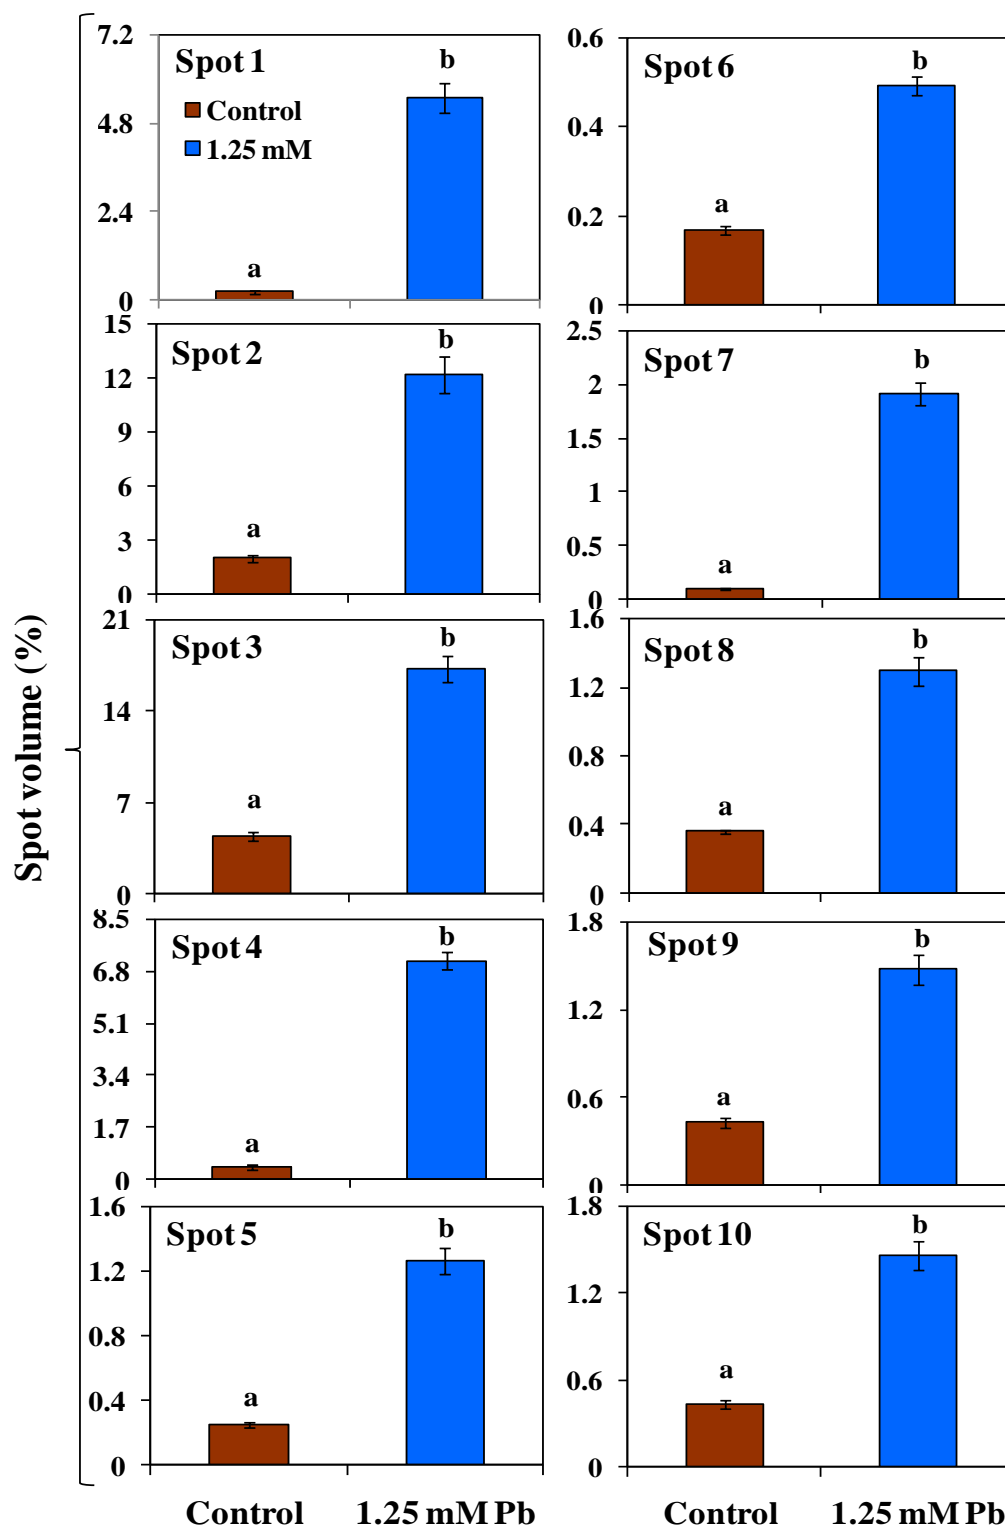 Spot volume (%)
Spot 1
Control
1.25 mM
7.2
4.8
2.4
0
a
b
Spot 2
15
12
9
6
3
0
a
b
Spot 3
21
14
7
0
a
b
Spot 4
8.5
6.8
5.1
3.4
1.7
0
a
b
Spot 5
1.6
1.2
0.8
0.4
0
a
b
Control 1.25 mM Pb
Spot 6
0.6
0.4
0.2
0
a
b
Spot 7
2.5
2
1.5
1
0.5
0
a
b
Spot 8
1.6
1.2
0.8
0.4
0
a
b
Spot 9
1.8
1.2
0.6
0
a
b
Spot 10
1.8
1.2
0.6
0
a
b
Control 1.25 mM Pb